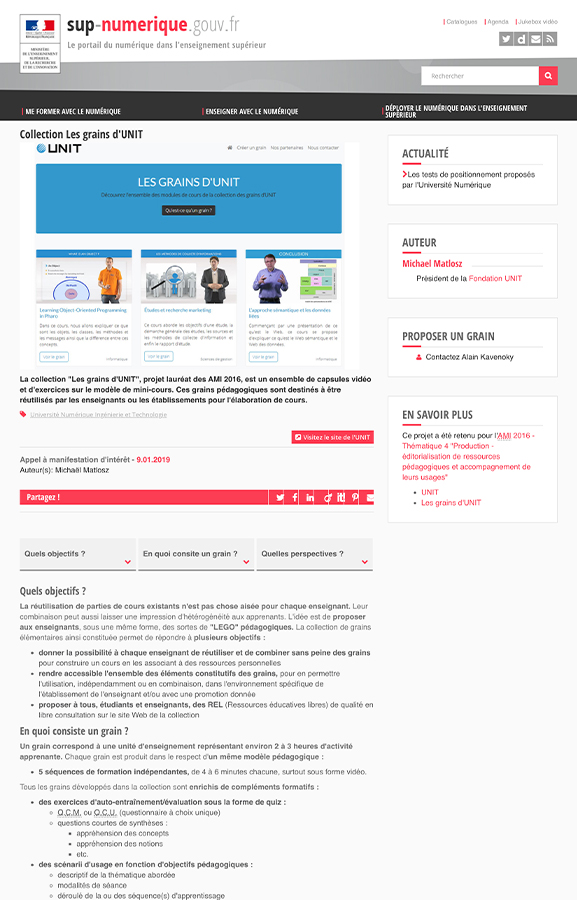 sup-numerique.gouv.fr
Le portail du numérique dans l'enseignement supérieur
RÉPUBLIQUE FRANÇAISE
MINISTÈRE
DE L'ENSEIGNEMENT
SUPÉRIEUR,
DE LA RECHERCHE
ET DE L'INNOVATION
Catalogues
Agenda
Jukebox vidéo
Rechercher
ME FORMER AVEC LE NUMÉRIQUE
ENSEIGNER AVEC LE NUMÉRIQUE
DÉPLOYER LE NUMÉRIQUE DANS L'ENSEIGNEMENT
SUPÉRIEUR
Collection Les grains d'UNIT
UNIT
Créer un grain
Nos partenaires
Nous contacter
LES GRAINS D'UNIT
Découvrez l'ensemble des modules de cours de la collection des grains d'UNIT
Qu'est-ce qu'un grain ?
CONCLUSION
Learning Object-Oriented Programming
in Pharo
Dans ce cours, nous allons expliquer ce que
sont les objets, les classes, les méthodes et
les messages ainsi que la différence entre ces
Voir le grain
Informatique
Études et recherche marketing
Ce cours aborde les objectifs d'une étude, la
démarche générale, les sources, et les
méthodes de collecte d'information et
enfin le rapport d'étude.
Voir le grain
L'approche sémantique et les données
liées
Commençant par une présentation de ce
cours, ce cours se propose
d'expliquer ce qu'est le web sémantique et le
web des données.
Voir le grain
Informatique
La collection "Les grains d'UNIT", projet lauréat des AMI 2016, est un ensemble de capsules vidéo
et d'exercices sur le modèle de mini-cours. Ces grains pédagogiques sont destinés à être
réutilisés par les enseignants ou les établissements pour l'élaboration de cours.
Université Numérique Ingénierie et Technologie
Visitez le site de l'UNIT
Appel à manifestation d'intérêt - 9.01.2019
Auteur(s): Michaël Matlosz
Partagez !
Quels objectifs ?
En quoi consite un grain ?
Quelles perspectives ?
Quels objectifs ?
La réutilisation de parties de cours existants n'est pas chose aisée pour chaque enseignant. Leur
combinaison peut aussi laisser une impression d'hétérogénéité aux apprenants. L'idée est de proposer
aux enseignants, sous une même forme, des sortes de "LEGO" pédagogiques. La collection de grains
élémentaires ainsi constituée permet de répondre à plusieurs objectifs :
donner la possibilité à chaque enseignant de réutiliser et de combiner sans peine des grains
pour construire un cours en les associant à des ressources personnelles
rendre accessible l'ensemble des éléments constitutifs des grains, pour en permettre
l'utilisation, indépendamment ou en combinaison, dans l'environnement spécifique de
l'établissement de l'enseignant et/ou avec une promotion donnée
proposer à tous, étudiants et enseignants, des REL (Ressources éducatives libres) de qualité en
libre consultation sur le site Web de la collection
En quoi consiste un grain ?
Un grain correspond à une unité d'enseignement représentant environ 2 à 3 heures d'activité
apprenante. Chaque grain est produit dans le respect d'un même modèle pédagogique :
5 séquences de formation indépendantes, de 4 à 6 minutes chacune, surtout sous forme vidéo.
Tous les grains développés dans la collection sont enrichis de compléments formatifs :
des exercices d'auto-entraînement/évaluation sous la forme de quiz :
Q.C.M. ou Q.C.U. (questionnaire à choix unique)
questions courtes de synthèses :
appréhension des concepts
appréhension des notions
etc.
des scénarii d'usage en fonction d'objectifs pédagogiques :
descriptif de la thématique abordée
modalités de séance
déroulé de la ou des séquence(s) d'apprentissage
ACTUALITÉ
Les tests de positionnement proposés
par l'Université Numérique
AUTEUR
Michael Matlosz
Président de la Fondation UNIT
PROPOSER UN GRAIN
Contactez Alain Kavenoky
EN SAVOIR PLUS
Ce projet a été retenu pour l'AMI 2016 -
Thématique 4 "Production -
éditorialisation de ressources
pédagogiques et accompagnement de
leurs usages"
UNIT
Les grains d'UNIT